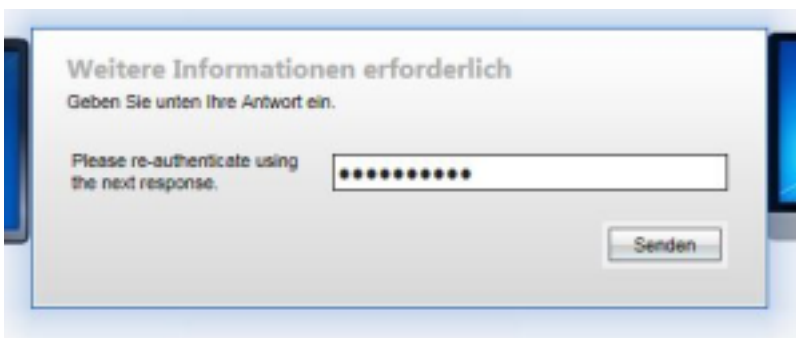 Weitere Informationen erforderlich
Geben Sie unten Ihre Antwort ein.
Please re-authenticate using
the next response.
Senden